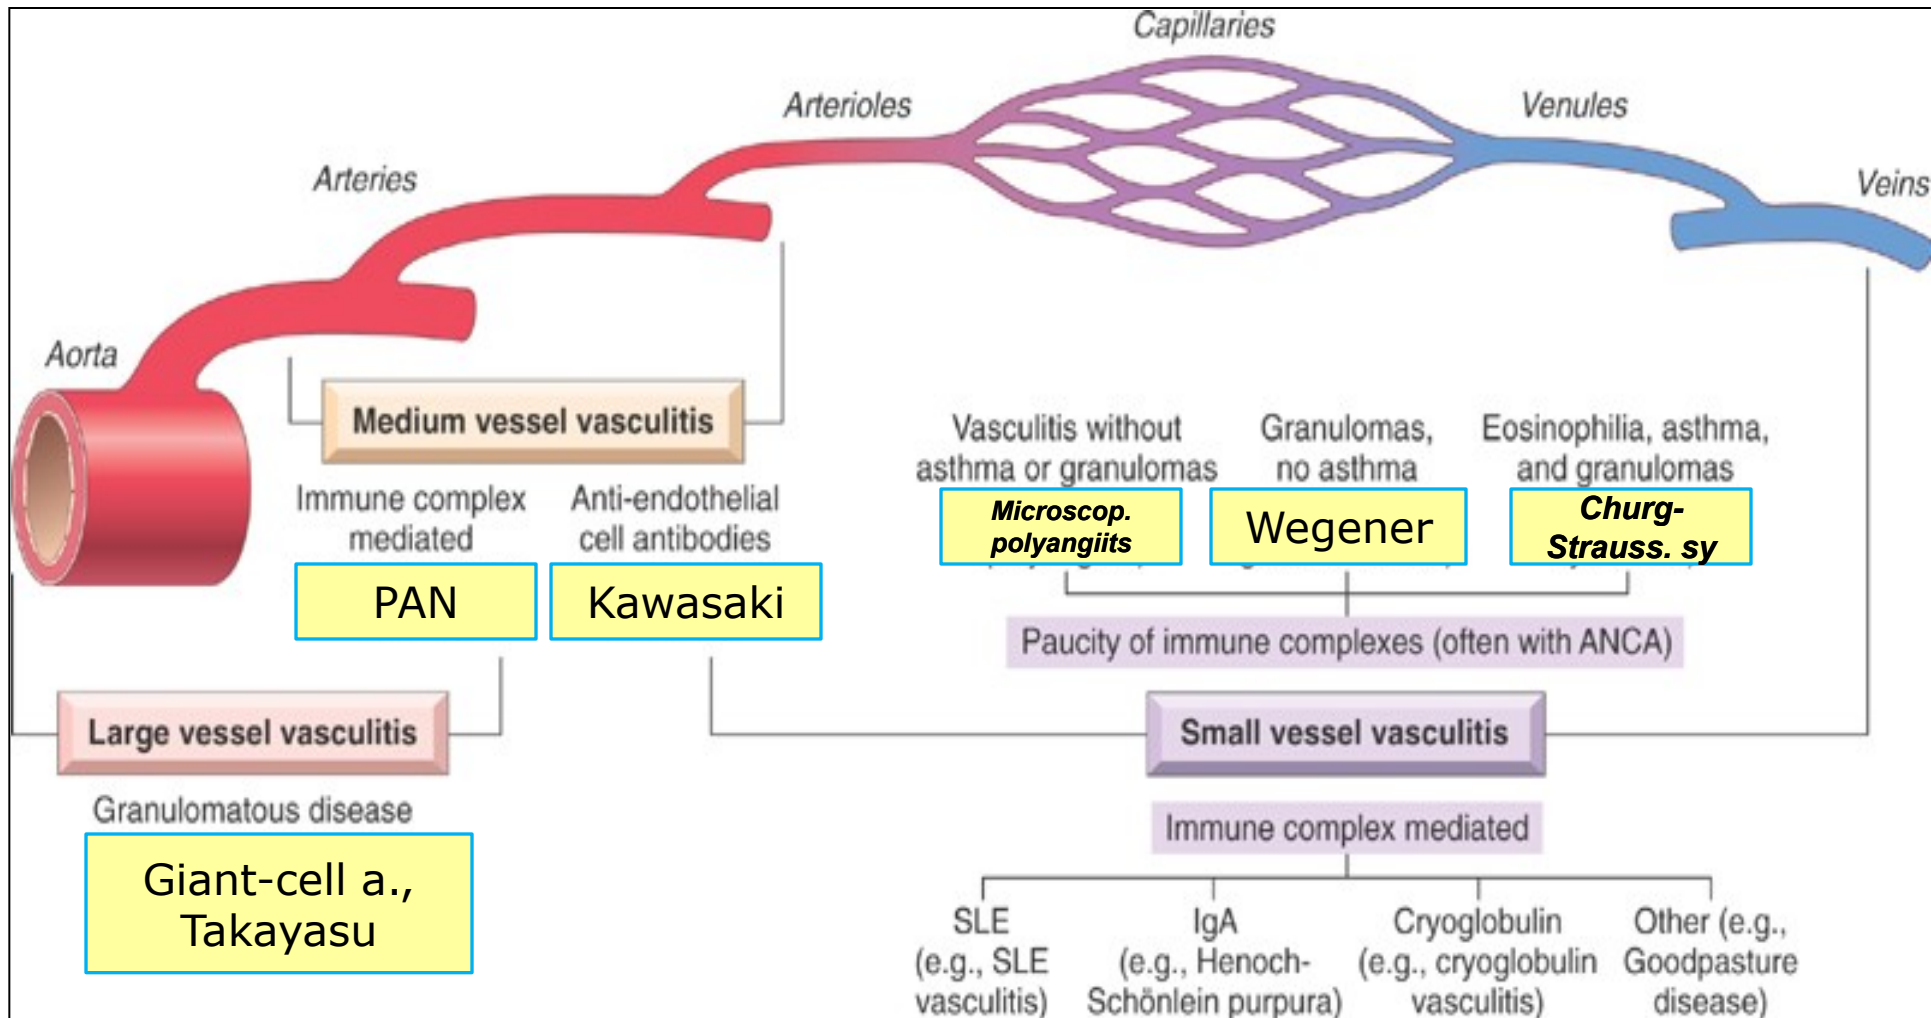 Capillaries
Arterioles
Venules
Arteries
Veins
Aorta
Medium vessel vasculitis
Immune complex
mediated
PAN
Anti-endothelial
cell antibodies
Kawasaki
Vasculitis without
asthma or granulomas
Microscop.
polyangiits
Granulomas,
no asthma
Wegener
Eosinophilia, asthma,
and granulomas
Churg-
Strauss. sy
Paucity of immune complexes (often with ANCA)
Large vessel vasculitis
Granulomatous disease
Giant-cell a.,
Takayasu
Small vessel vasculitis
Immune complex mediated
SLE
(e.g., SLE
vasculitis)
IgA
(e.g., Henoch-
Schönlein purpura)
Cryoglobulin
(e.g., cryoglobulin
vasculitis)
Other (e.g.,
Goodpasture
disease)